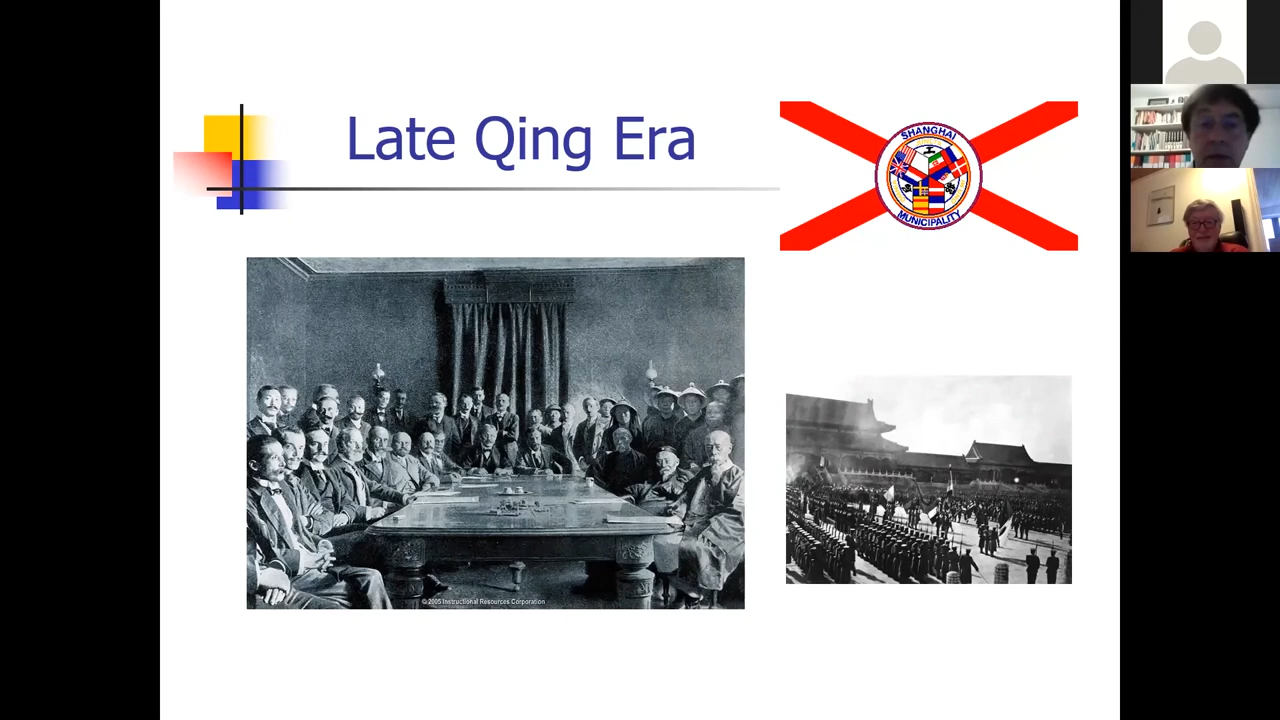 Late Qing Era
SHANGHAI
MUNICIPALITY
© 2005 Instructional Resources Corporation